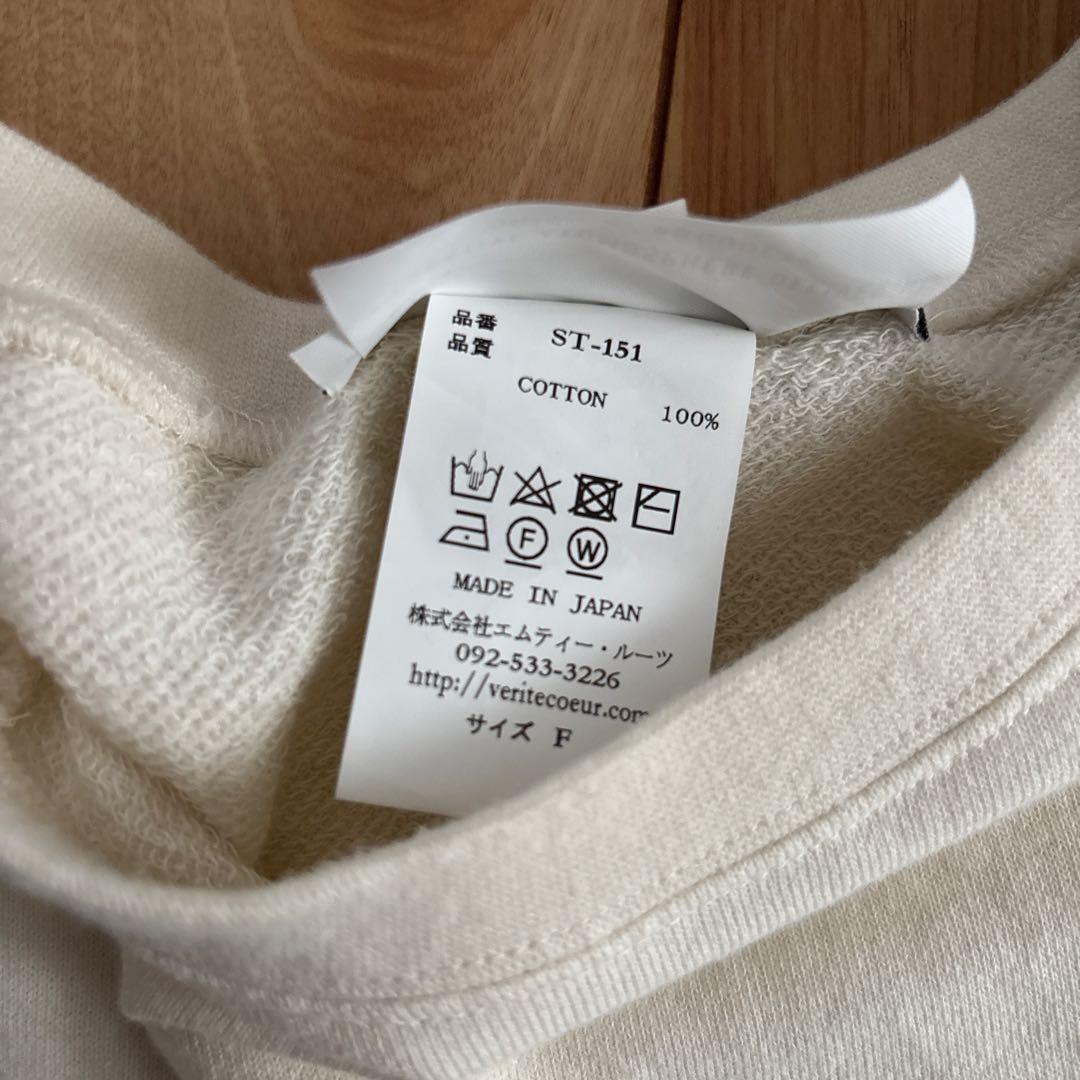 品番 ST-151
品質
COTTON 100%
F W
MADE IN JAPAN
株式会社エムティー・ルーツ
092-533-3226
http://veritecoeur.com
サイズ F